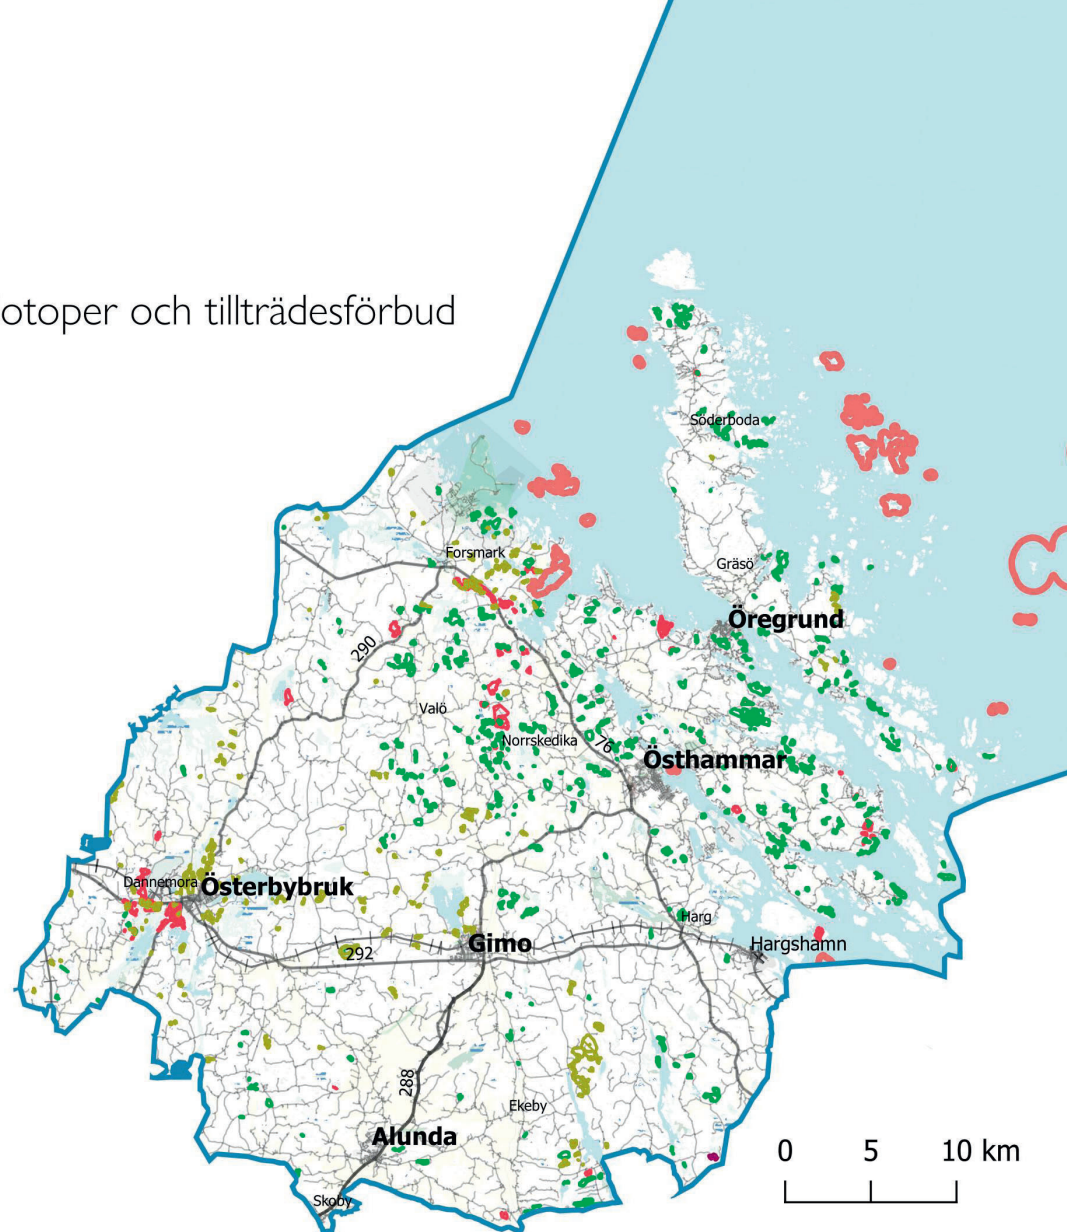 otoper och tillträdesförbud
Söderboda
Forsmark
Gräsö
Öregrund
290
Valö
Norrskedika
76
Östhammar
Dannemora
Österbybruk
Harg
Gimo
Hargshamn
292
288
Ekeby
Alunda
0 5 10 km
Skoby